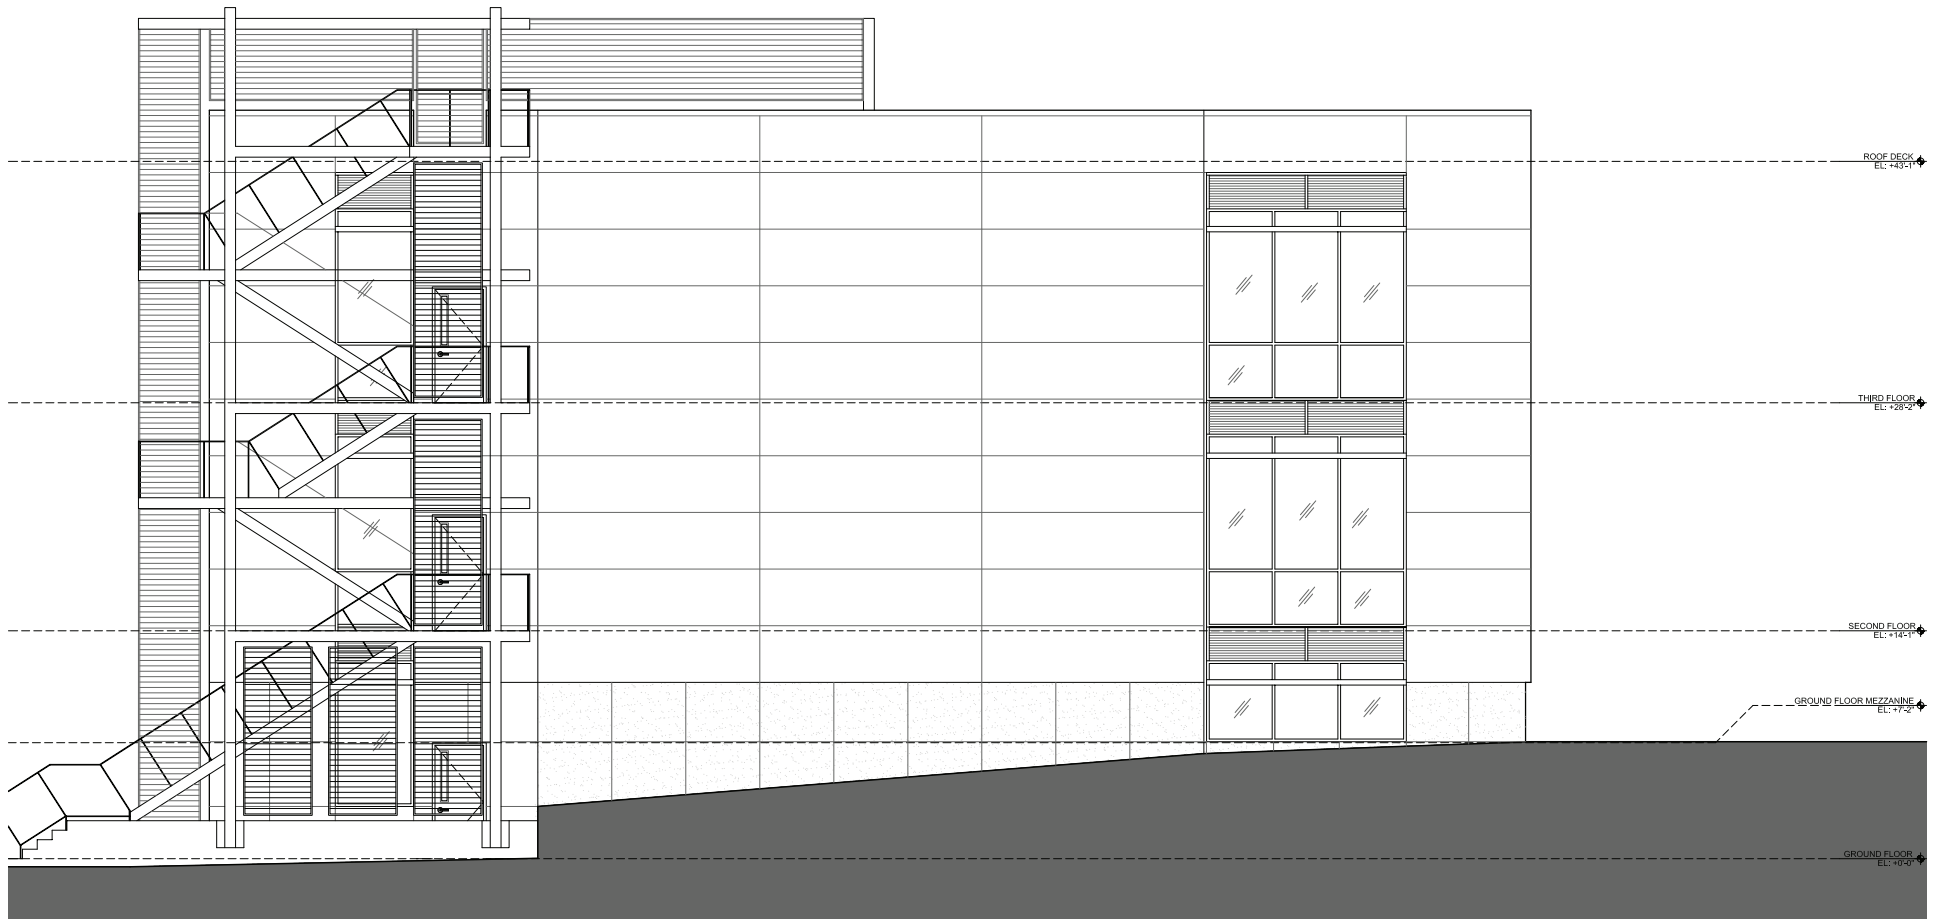 ROOF DECK
EL: +43'-1"
THIRD FLOOR
EL: +28'-2"
SECOND FLOOR
EL: +14'-1"
GROUND FLOOR MEZZANINE
EL: +7'-2"
GROUND FLOOR
EL: +0'-0"